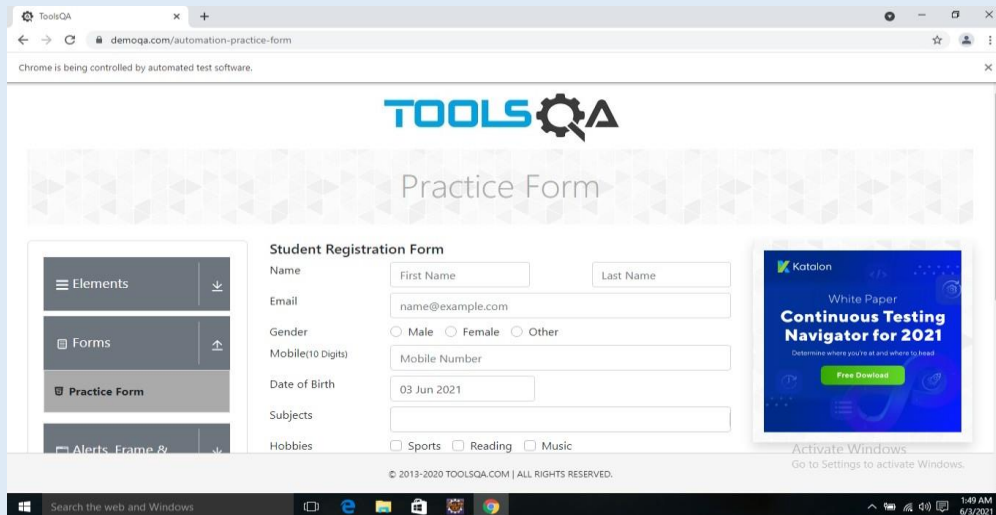 ToolsQA
demoqa.com/automation-practice-form
Chrome is being controlled by automated test software.
TOOLSQA
Practice Form
Elements
Forms
Practice Form
Alerts, Frame &
Student Registration Form
Name First Name Last Name
Email name@example.com
Gender Male Female Other
Mobile(10 Digits) Mobile Number
Date of Birth 03 Jun 2021
Subjects
Hobbies Sports Reading Music
Katalon
White Paper
Continuous Testing
Navigator for 2021
Determine where you're at and where to head
Free Dowload
Activate Windows
Go to Settings to activate Windows.
© 2013-2020 TOOLSQA.COM | ALL RIGHTS RESERVED.
Search the web and Windows
1:49 AM
6/3/2021